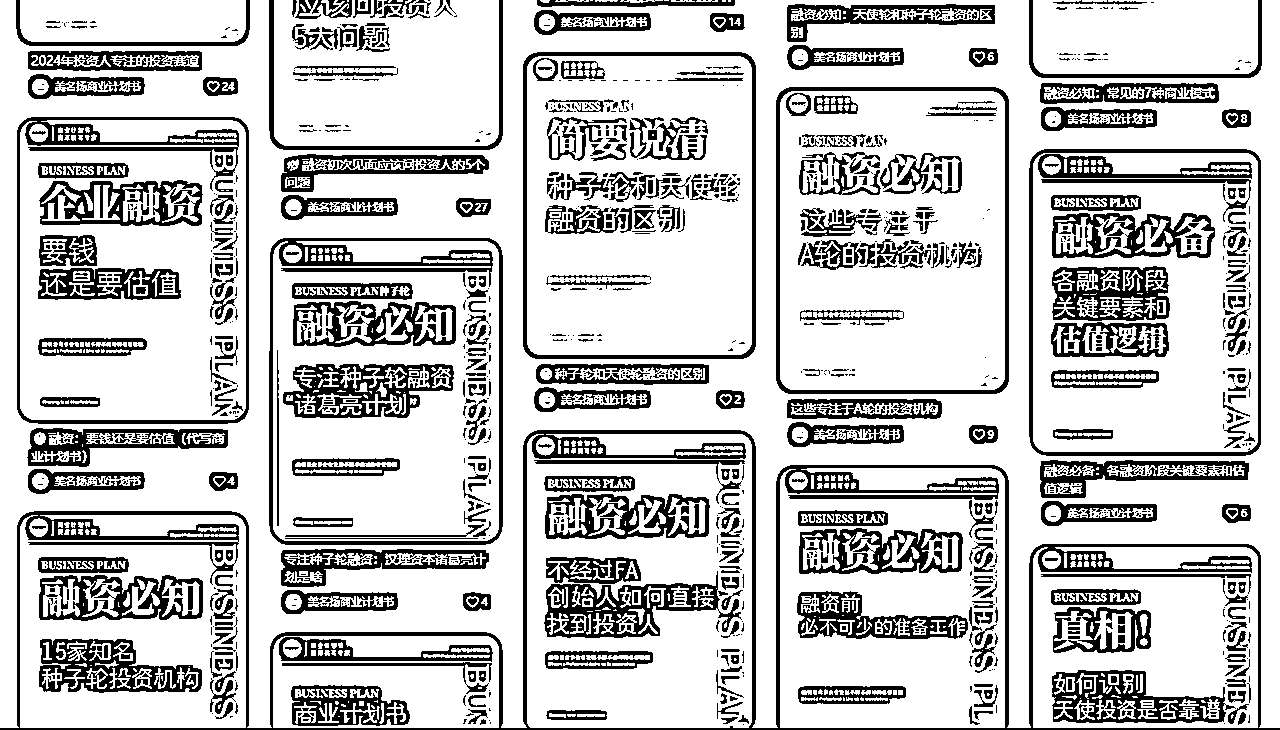 2024年投资人专注的投资赛道
美名扬商业计划书
24
BUSINESS PLAN
企业融资
要钱
还是要估值
BUSINESS PLAN
融资：要钱还是要估值（代写商
业计划书）
美名扬商业计划书
4
BUSINESS PLAN
融资必知
15家知名
种子轮投资机构
BUSINESS
应该问投资人
5大问题
融资初次见面应该问投资人的5个
问题
美名扬商业计划书
27
BUSINESS PLAN种子轮
融资必知
专注种子轮融资
“诸葛亮计划”
BUSINESS PLAN
专注种子轮融资：汉理资本诸葛亮计
划是啥
美名扬商业计划书
4
BUSINESS PLAN
商业计划书
BUS
美名扬商业计划书
14
BUSINESS PLAN
简要说清
种子轮和天使轮
融资的区别
种子轮和天使轮融资的区别
美名扬商业计划书
2
BUSINESS PLAN
融资必知
不经过FA
创始人如何直接
找到投资人
BUSINESS PLAN
融资必知：天使轮和种子轮融资的区
别
美名扬商业计划书
6
BUSINESS PLAN
融资必知
这些专注于
A轮的投资机构
这些专注于A轮的投资机构
美名扬商业计划书
9
BUSINESS PLAN
融资必知
融资前
必不可少的准备工作
BUSINESS PL
融资必知：常见的7种商业模式
美名扬商业计划书
8
BUSINESS PLAN
融资必备
各融资阶段
关键要素和
估值逻辑
BUSINESS PLAN
融资必备：各融资阶段关键要素和估
值逻辑
美名扬商业计划书
6
BUSINESS PLAN
真相！
如何识别
天使投资是否靠谱
BUSINESS